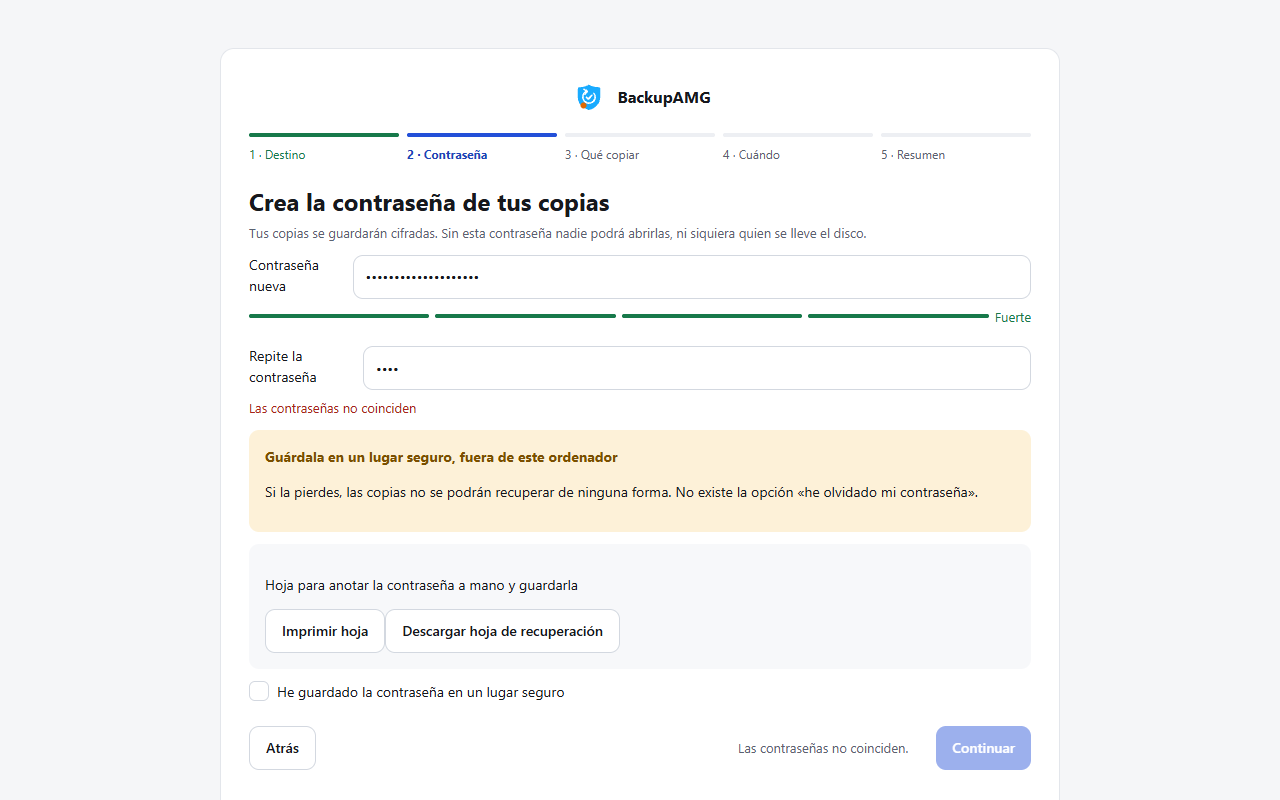 BackupAMG
1 · Destino
2 · Contraseña
3 · Qué copiar
4 · Cuándo
5 · Resumen
Crea la contraseña de tus copias
Tus copias se guardarán cifradas. Sin esta contraseña nadie podrá abrirlas, ni siquiera quien se lleve el disco.
Contraseña
nueva
••••••••••••••••••••
Fuerte
Repite la
contraseña
••••
Las contraseñas no coinciden
Guárdala en un lugar seguro, fuera de este ordenador
Si la pierdes, las copias no se podrán recuperar de ninguna forma. No existe la opción «he olvidado mi contraseña».
Hoja para anotar la contraseña a mano y guardarla
Imprimir hoja
Descargar hoja de recuperación
He guardado la contraseña en un lugar seguro
Atrás
Las contraseñas no coinciden.
Continuar